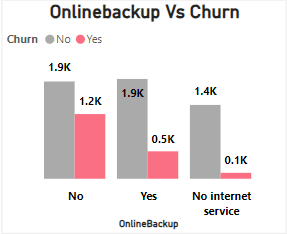 Onlinebackup Vs Churn
Churn No Yes
1.9K
1.2K
1.9K
0.5K
1.4K
0.1K
No
Yes
No internet
service
OnlineBackup